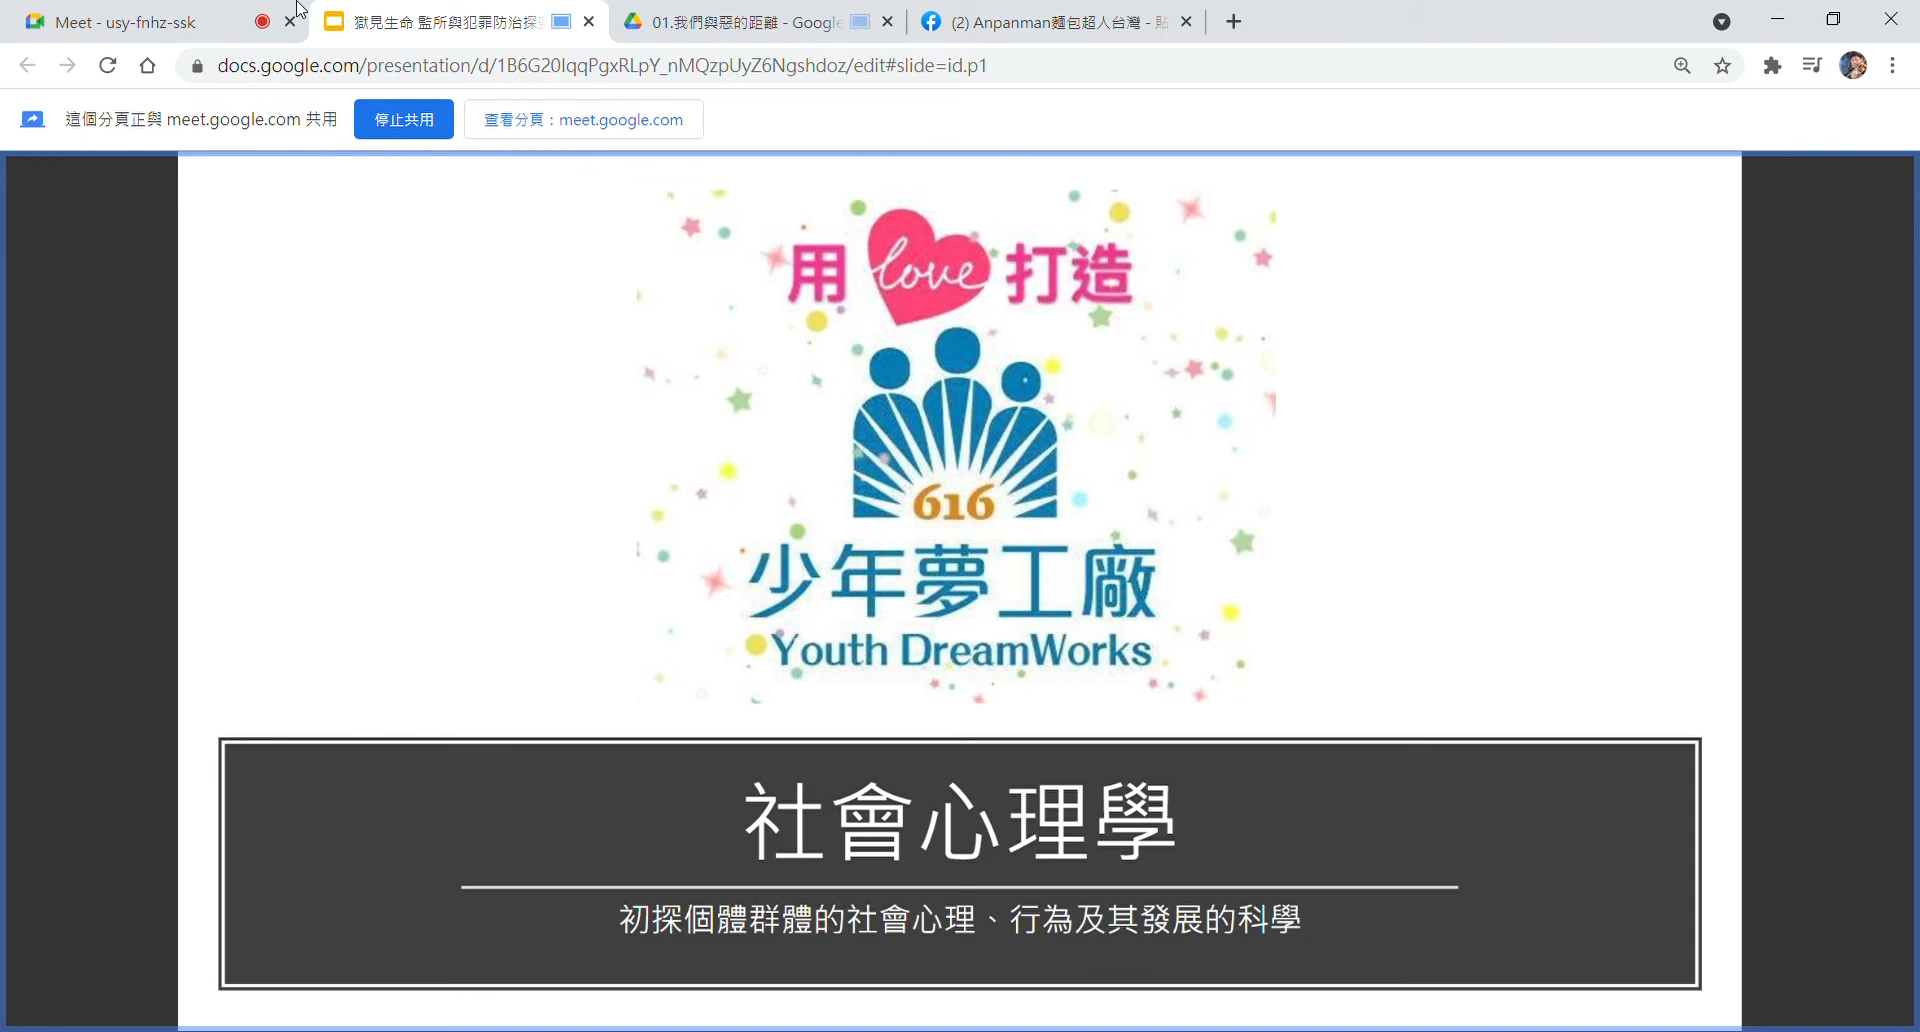 Meet - usy-fnhz-ssk
獄見生命 監所與犯罪防治探
01.我們與惡的距離 - Google
(2) Anpanman麵包超人台灣 - 貼
docs.google.com/presentation/d/1B6G20IqqPgxRLpY_nMQzpUyZ6Ngshdoz/edit#slide=id.p1
這個分頁正與 meet.google.com 共用
停止共用
查看分頁：meet.google.com
用 love 打造
616
少年夢工廠
Youth DreamWorks
社會心理學
初探個體群體的社會心理、行為及其發展的科學